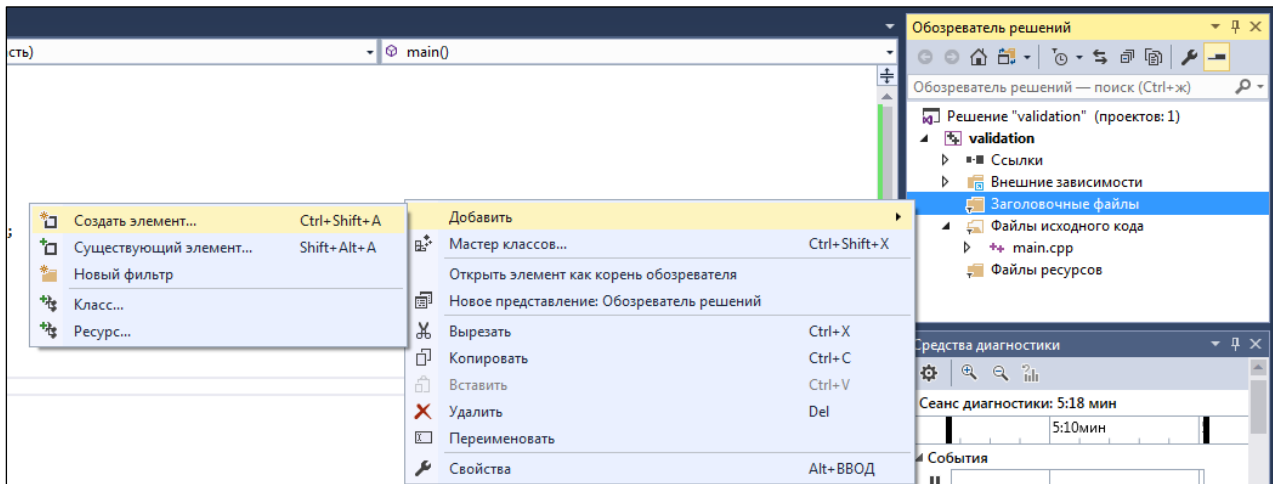 сть)
main()
;
Создать элемент... Ctrl+Shift+A
Существующий элемент... Shift+Alt+A
Новый фильтр
Класс...
Ресурс...
Добавить
Мастер классов... Ctrl+Shift+X
Открыть элемент как корень обозревателя
Новое представление: Обозреватель решений
Вырезать Ctrl+X
Копировать Ctrl+C
Вставить Ctrl+V
Удалить Del
Переименовать
Свойства Alt+ВВОД
Обозреватель решений
Обозреватель решений — поиск (Ctrl+ж)
Решение "validation" (проектов: 1)
validation
Ссылки
Внешние зависимости
Заголовочные файлы
Файлы исходного кода
main.cpp
Файлы ресурсов
Средства диагностики
Сеанс диагностики: 5:18 мин
5:10мин
События